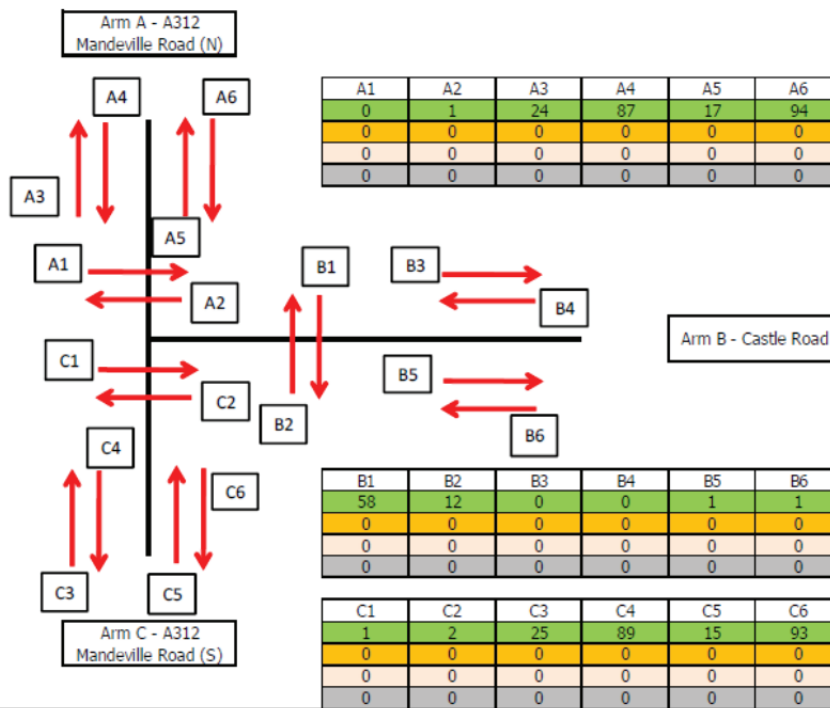 Arm A - A312
Mandeville Road (N)
A4
A6
A3
A5
A1
A2
B1
B3
B4
C1
C2
B2
B5
B6
C4
C6
C3
C5
Arm B - Castle Road
Arm C - A312
Mandeville Road (S)
A1 A2 A3 A4 A5 A6
0 1 24 87 17 94
0 0 0 0 0 0
0 0 0 0 0 0
0 0 0 0 0 0
B1 B2 B3 B4 B5 B6
58 12 0 0 1 1
0 0 0 0 0 0
0 0 0 0 0 0
0 0 0 0 0 0
C1 C2 C3 C4 C5 C6
1 2 25 89 15 93
0 0 0 0 0 0
0 0 0 0 0 0
0 0 0 0 0 0